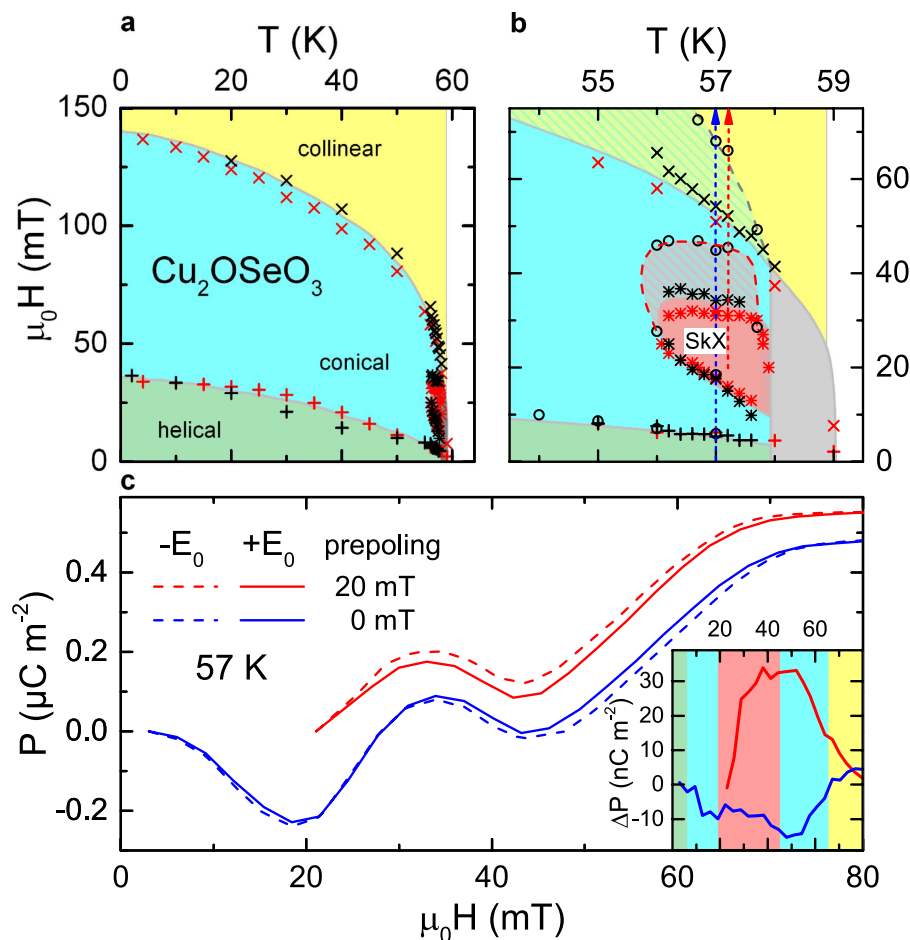 a
b
T (K)
T (K)
0 20 40 60
55 57 59
150
100
50
0
μ₀H (mT)
collinear
Cu₂OSeO₃
conical
helical
SkX
60
40
20
0
μ₀H (mT)
c
-E₀ +E₀ prepoling
20 mT
0 mT
57 K
0.4
0.2
0.0
-0.2
P (μC m⁻²)
0 20 40 60 80
μ₀H (mT)
20 40 60
30
20
10
0
-10
ΔP (nC m⁻²)